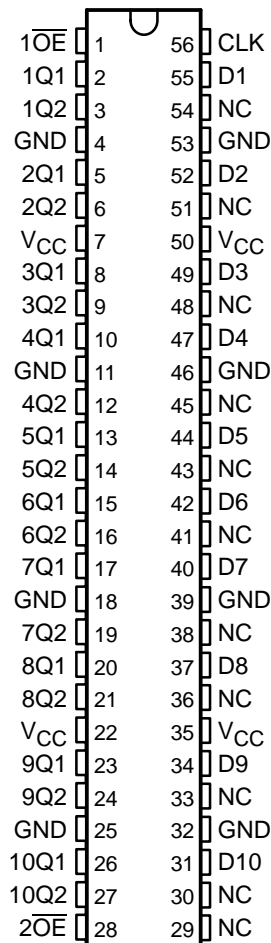 1O̅E̅ 1 56 CLK
1Q1 2 55 D1
1Q2 3 54 NC
GND 4 53 GND
2Q1 5 52 D2
2Q2 6 51 NC
VCC 7 50 VCC
3Q1 8 49 D3
3Q2 9 48 NC
4Q1 10 47 D4
GND 11 46 GND
4Q2 12 45 NC
5Q1 13 44 D5
5Q2 14 43 NC
6Q1 15 42 D6
6Q2 16 41 NC
7Q1 17 40 D7
GND 18 39 GND
7Q2 19 38 NC
8Q1 20 37 D8
8Q2 21 36 NC
VCC 22 35 VCC
9Q1 23 34 D9
9Q2 24 33 NC
GND 25 32 GND
10Q1 26 31 D10
10Q2 27 30 NC
2O̅E̅ 28 29 NC